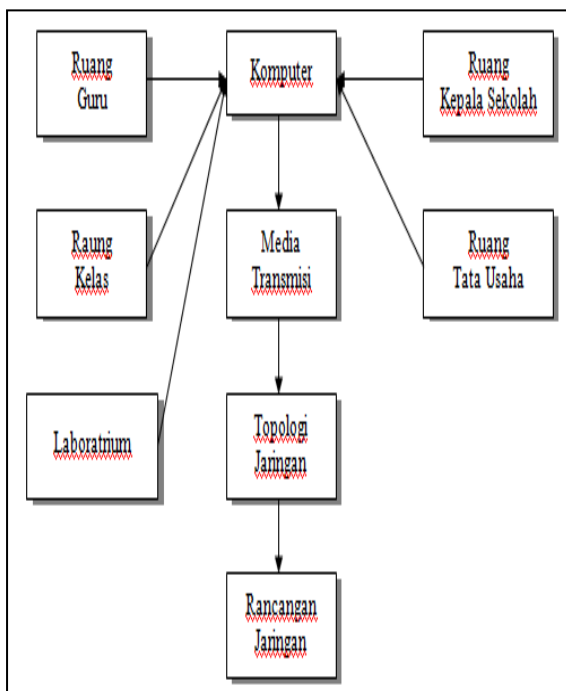 Ruang
Guru
Komputer
Ruang
Kepala Sekolah
Raung
Kelas
Media
Transmisi
Ruang
Tata Usaha
Laboratrium
Topologi
Jaringan
Rancangan
Jaringan